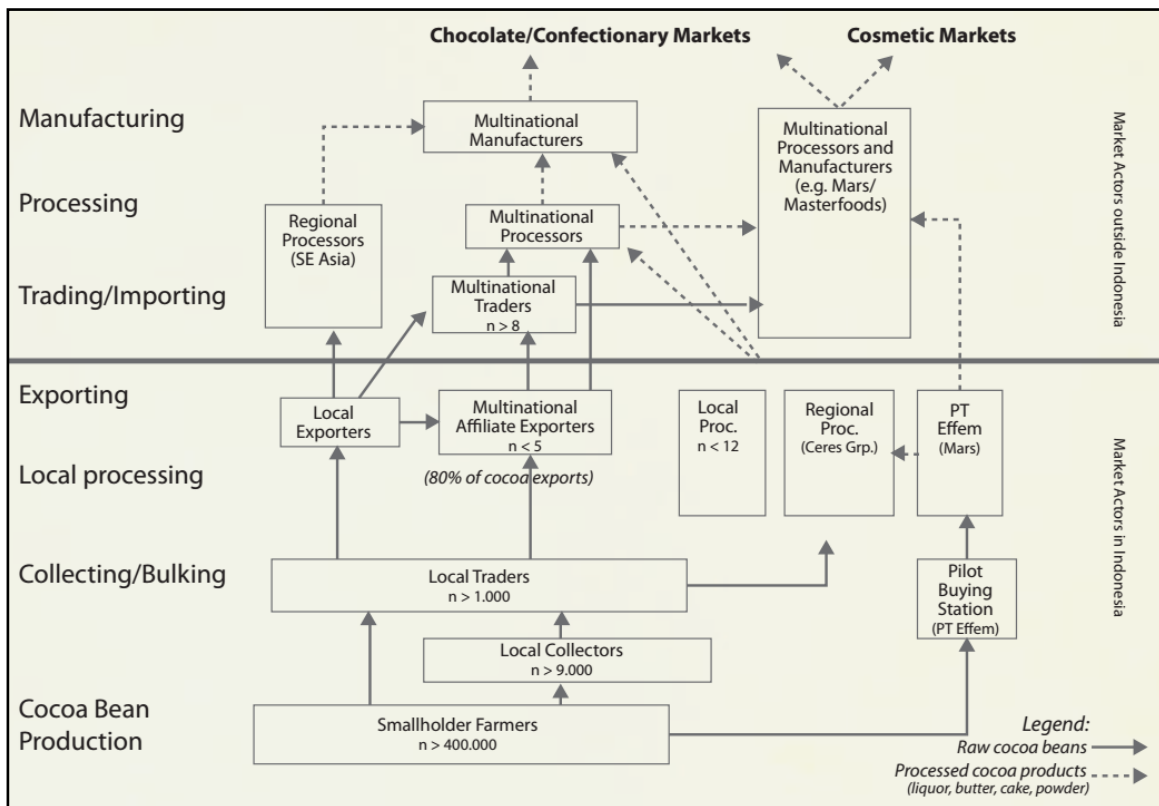 Chocolate/Confectionary Markets
Cosmetic Markets
Manufacturing
Multinational
Manufacturers
Multinational
Processors and
Manufacturers
(e.g. Mars/
Masterfoods)
Market Actors outside Indonesia
Processing
Regional
Processors
(SE Asia)
Multinational
Processors
Trading/Importing
Multinational
Traders
n > 8
Exporting
Local
Exporters
Multinational
Affiliate Exporters
n < 5
(80% of cocoa exports)
Local
Proc.
n < 12
Regional
Proc.
(Ceres Grp.)
PT
Effem
(Mars)
Market Actors in Indonesia
Local processing
Collecting/Bulking
Local Traders
n > 1.000
Pilot
Buying
Station
(PT Effem)
Local Collectors
n > 9.000
Cocoa Bean
Production
Smallholder Farmers
n > 400.000
Legend:
Raw cocoa beans
Processed cocoa products
(liquor, butter, cake, powder)